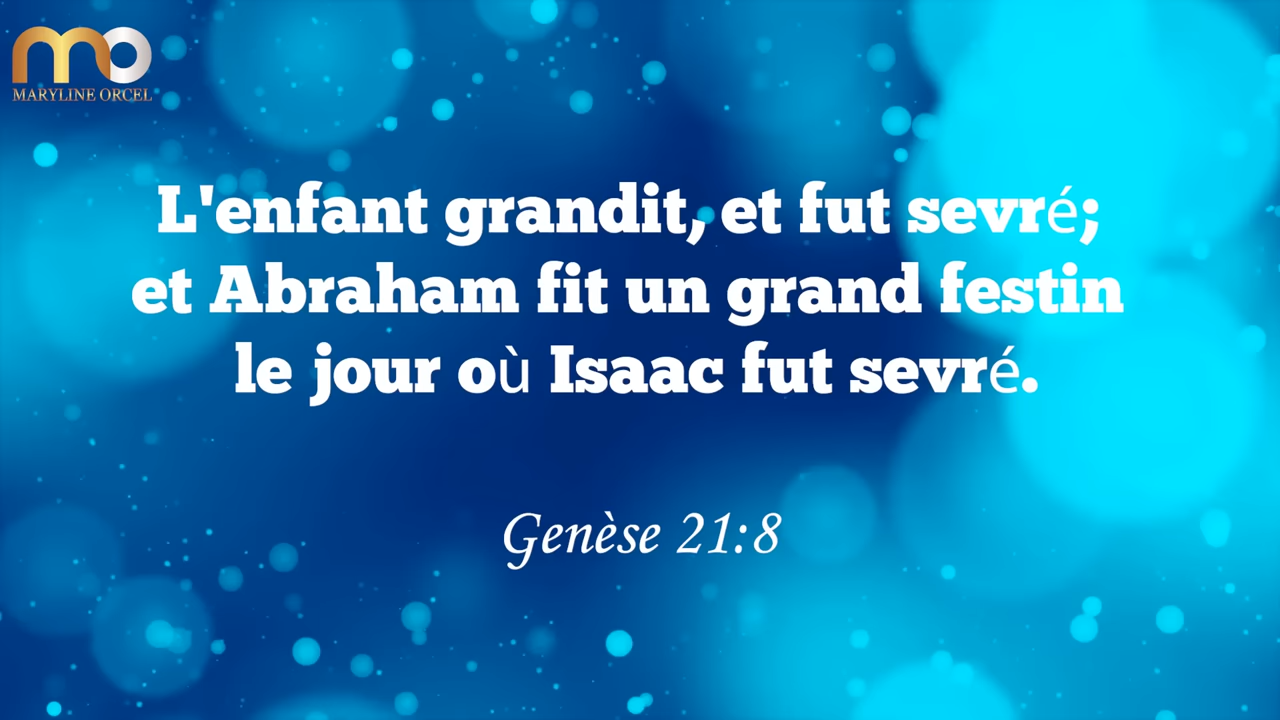 mo
MARYLINE ORCEL
L'enfant grandit, et fut sevré;
et Abraham fit un grand festin
le jour où Isaac fut sevré.
Genèse 21:8